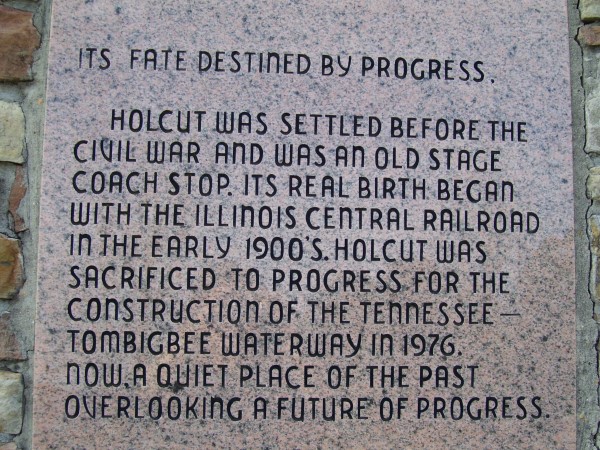 ITS FATE DESTINED BY PROGRESS.
HOLCUT WAS SETTLED BEFORE THE
CIVIL WAR AND WAS AN OLD STAGE
COACH STOP. ITS REAL BIRTH BEGAN
WITH THE ILLINOIS CENTRAL RAILROAD
IN THE EARLY 1900'S. HOLCUT WAS
SACRIFICED TO PROGRESS FOR THE
CONSTRUCTION OF THE TENNESSEE—
TOMBIGBEE WATERWAY IN 1976.
NOW, A QUIET PLACE OF THE PAST
OVERLOOKING A FUTURE OF PROGRESS.